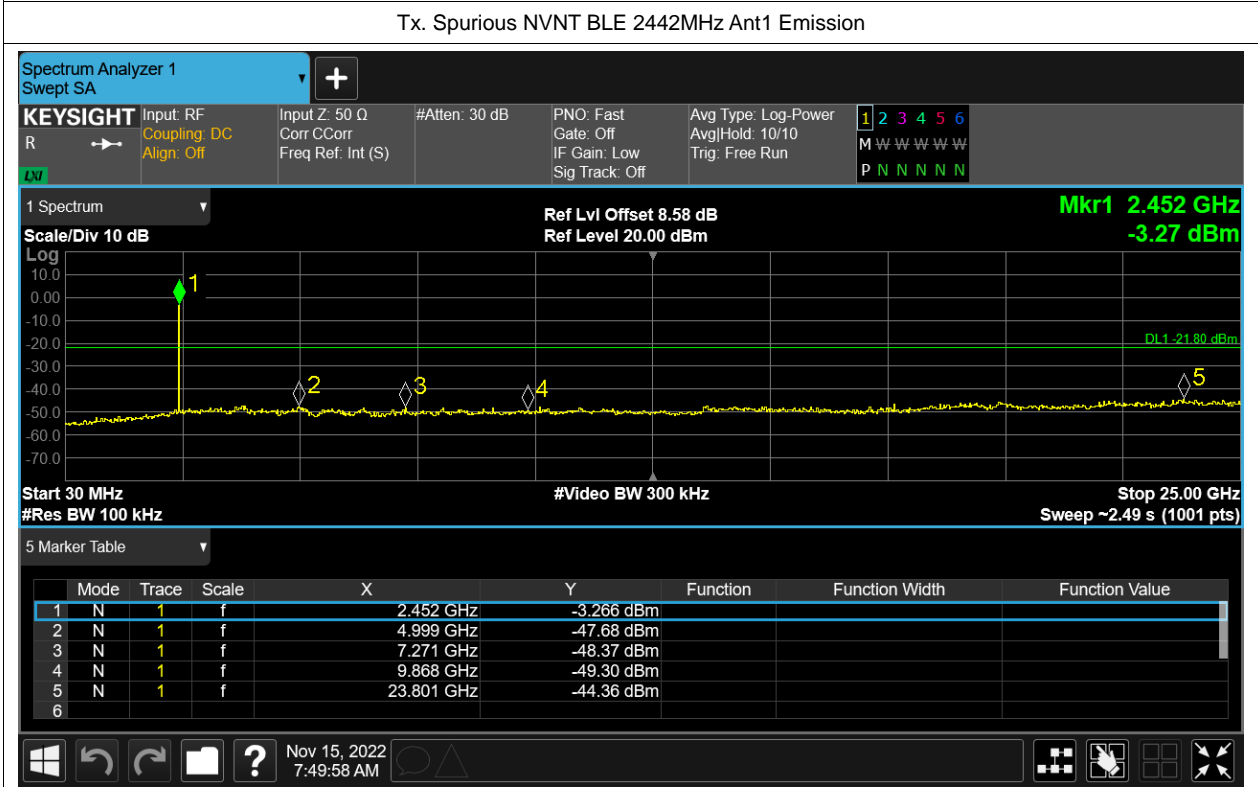 Tx. Spurious NVNT BLE 2442MHz Ant1 Emission
Spectrum Analyzer 1
Swept SA
KEYSIGHT
R
LXI
Input: RF
Coupling: DC
Align: Off
Input Z: 50 Ω
Corr CCorr
Freq Ref: Int (S)
#Atten: 30 dB
PNO: Fast
Gate: Off
IF Gain: Low
Sig Track: Off
Avg Type: Log-Power
Avg|Hold: 10/10
Trig: Free Run
1 2 3 4 5 6
M W W W W W
P N N N N N
1 Spectrum
Scale/Div 10 dB
Ref Lvl Offset 8.58 dB
Ref Level 20.00 dBm
Mkr1 2.452 GHz
-3.27 dBm
Log
10.0
0.00
-10.0
-20.0
-30.0
-40.0
-50.0
-60.0
-70.0
1
2
3
4
5
DL1 -21.80 dBm
Start 30 MHz
#Video BW 300 kHz
Stop 25.00 GHz
#Res BW 100 kHz
Sweep ~2.49 s (1001 pts)
5 Marker Table
Mode Trace Scale X Y Function Function Width Function Value
1 N 1 f 2.452 GHz -3.266 dBm
2 N 1 f 4.999 GHz -47.68 dBm
3 N 1 f 7.271 GHz -48.37 dBm
4 N 1 f 9.868 GHz -49.30 dBm
5 N 1 f 23.801 GHz -44.36 dBm
6
?
Nov 15, 2022
7:49:58 AM